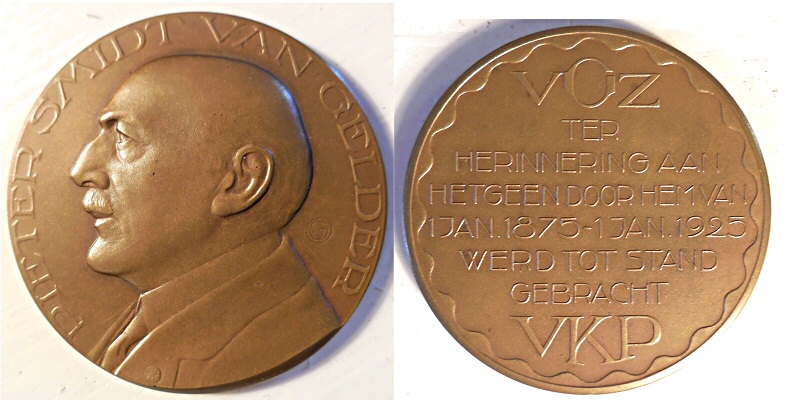 PIETER SMIDT VAN GELDER
VGZ
TER
HERINNERING AAN
HETGEEN DOOR HEM VAN
1 JAN. 1875-1 JAN. 1925
WERD TOT STAND
GEBRACHT
VKP